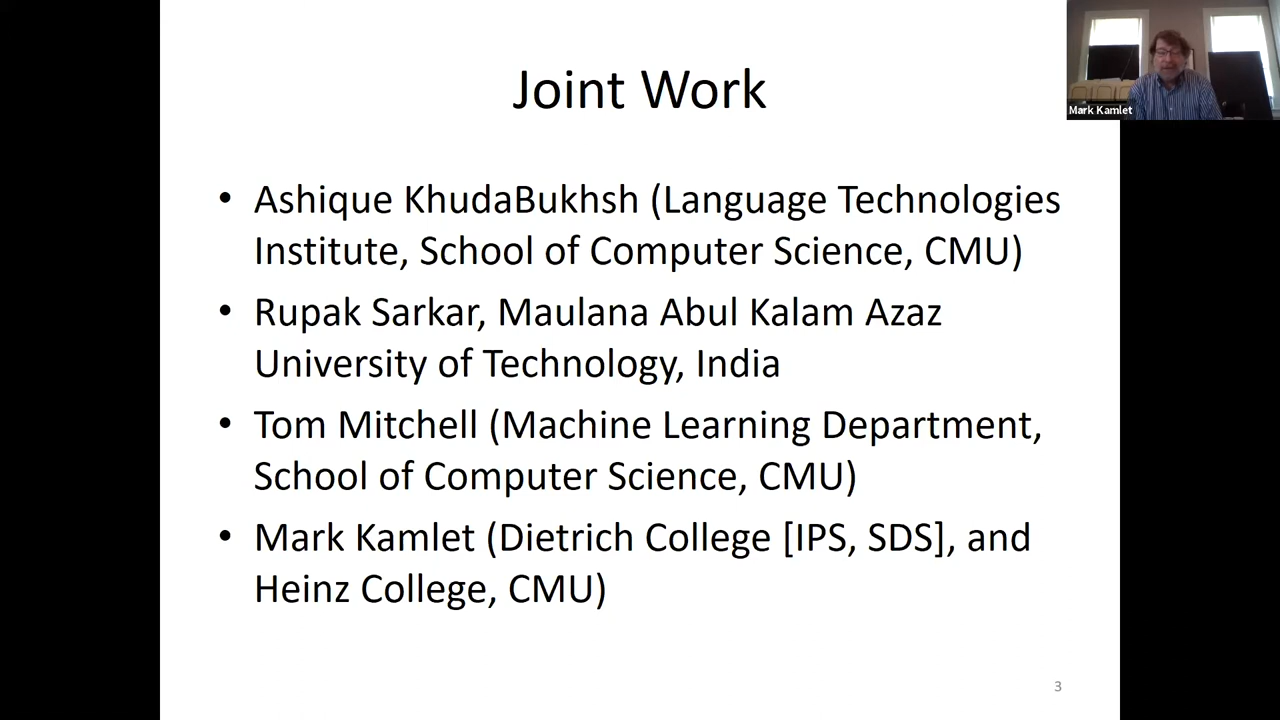 Joint Work
Mark Kamlet
• Ashique KhudaBukhsh (Language Technologies
Institute, School of Computer Science, CMU)
• Rupak Sarkar, Maulana Abul Kalam Azaz
University of Technology, India
• Tom Mitchell (Machine Learning Department,
School of Computer Science, CMU)
• Mark Kamlet (Dietrich College [IPS, SDS], and
Heinz College, CMU)
3